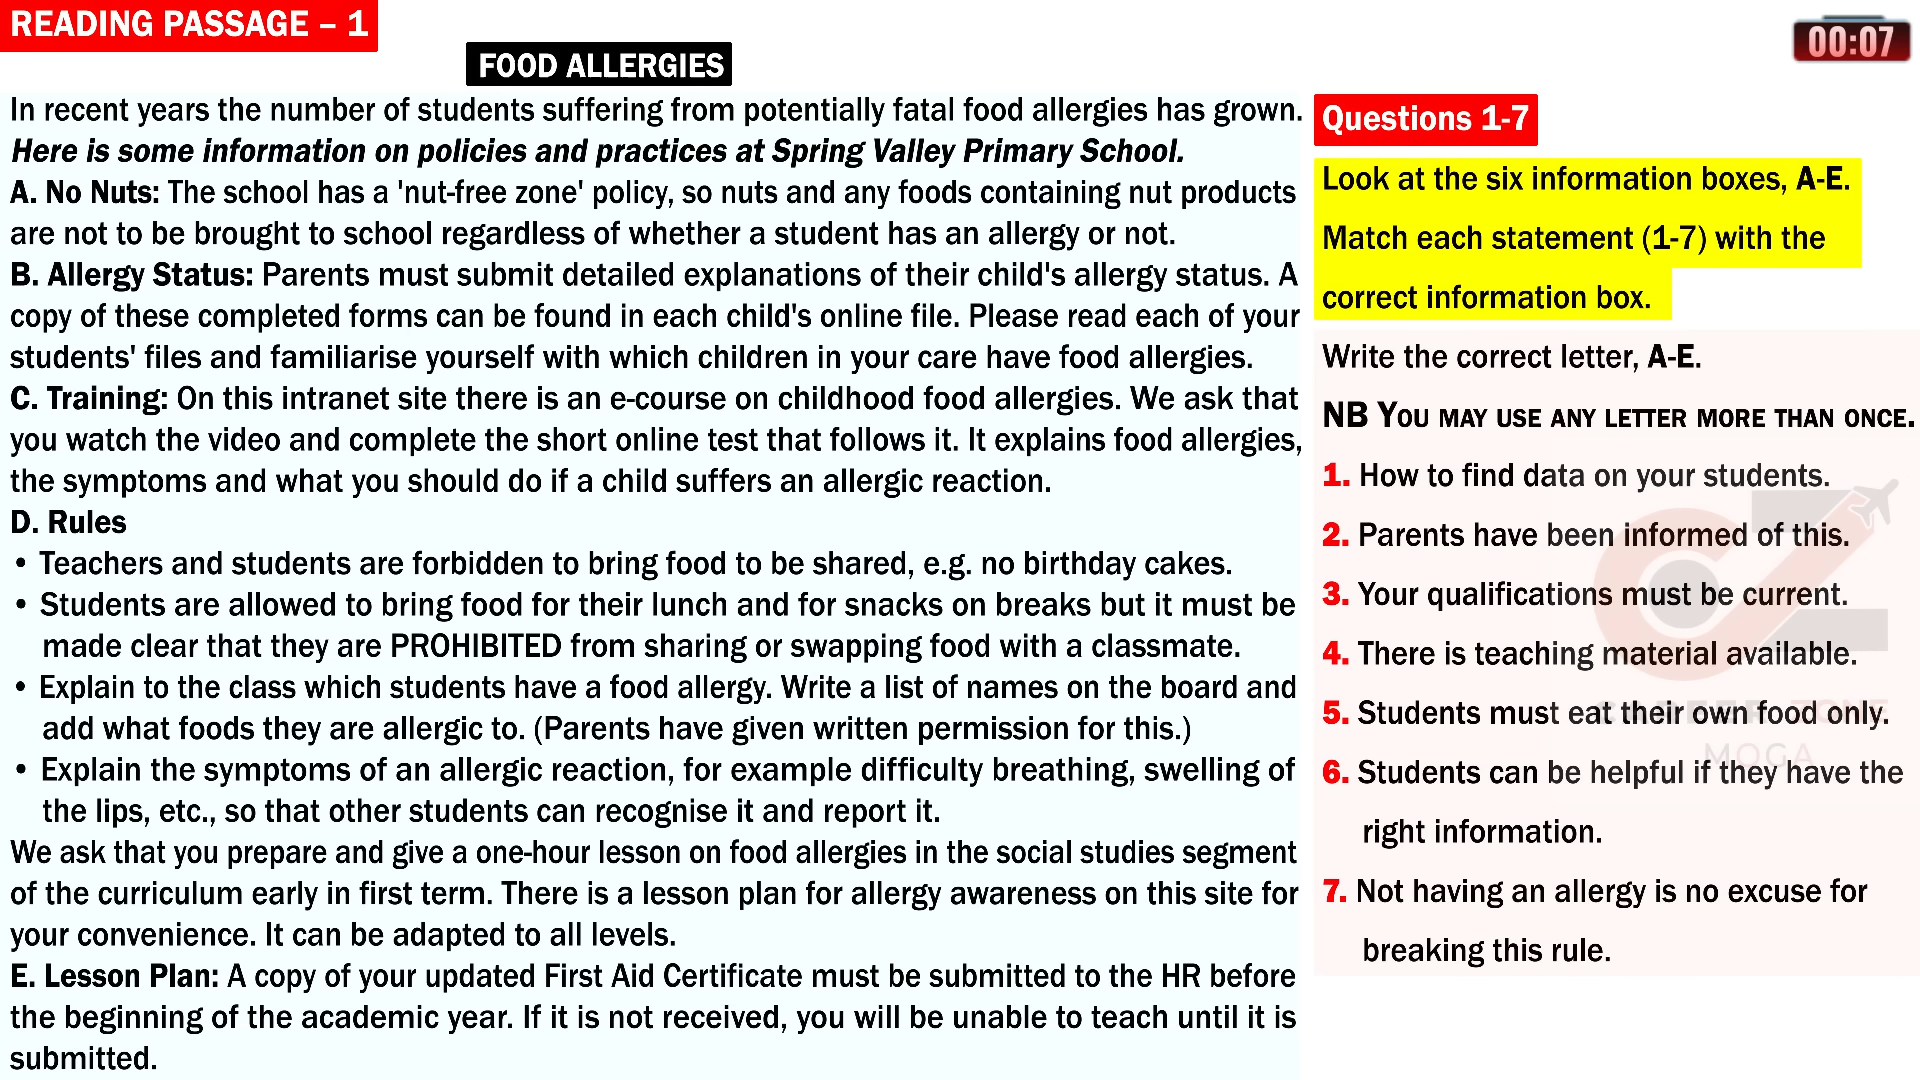 READING PASSAGE – 1
00:07
FOOD ALLERGIES
In recent years the number of students suffering from potentially fatal food allergies has grown.
Here is some information on policies and practices at Spring Valley Primary School.
A. No Nuts: The school has a 'nut-free zone' policy, so nuts and any foods containing nut products
are not to be brought to school regardless of whether a student has an allergy or not.
B. Allergy Status: Parents must submit detailed explanations of their child's allergy status. A
copy of these completed forms can be found in each child's online file. Please read each of your
students' files and familiarise yourself with which children in your care have food allergies.
C. Training: On this intranet site there is an e-course on childhood food allergies. We ask that
you watch the video and complete the short online test that follows it. It explains food allergies,
the symptoms and what you should do if a child suffers an allergic reaction.
D. Rules
• Teachers and students are forbidden to bring food to be shared, e.g. no birthday cakes.
• Students are allowed to bring food for their lunch and for snacks on breaks but it must be
made clear that they are PROHIBITED from sharing or swapping food with a classmate.
• Explain to the class which students have a food allergy. Write a list of names on the board and
add what foods they are allergic to. (Parents have given written permission for this.)
• Explain the symptoms of an allergic reaction, for example difficulty breathing, swelling of
the lips, etc., so that other students can recognise it and report it.
We ask that you prepare and give a one-hour lesson on food allergies in the social studies segment
of the curriculum early in first term. There is a lesson plan for allergy awareness on this site for
your convenience. It can be adapted to all levels.
E. Lesson Plan: A copy of your updated First Aid Certificate must be submitted to the HR before
the beginning of the academic year. If it is not received, you will be unable to teach until it is
submitted.
Questions 1-7
Look at the six information boxes, A-E.
Match each statement (1-7) with the
correct information box.
Write the correct letter, A-E.
NB YOU MAY USE ANY LETTER MORE THAN ONCE.
1. How to find data on your students.
2. Parents have been informed of this.
3. Your qualifications must be current.
4. There is teaching material available.
5. Students must eat their own food only.
6. Students can be helpful if they have the
right information.
7. Not having an allergy is no excuse for
breaking this rule.
MOGA